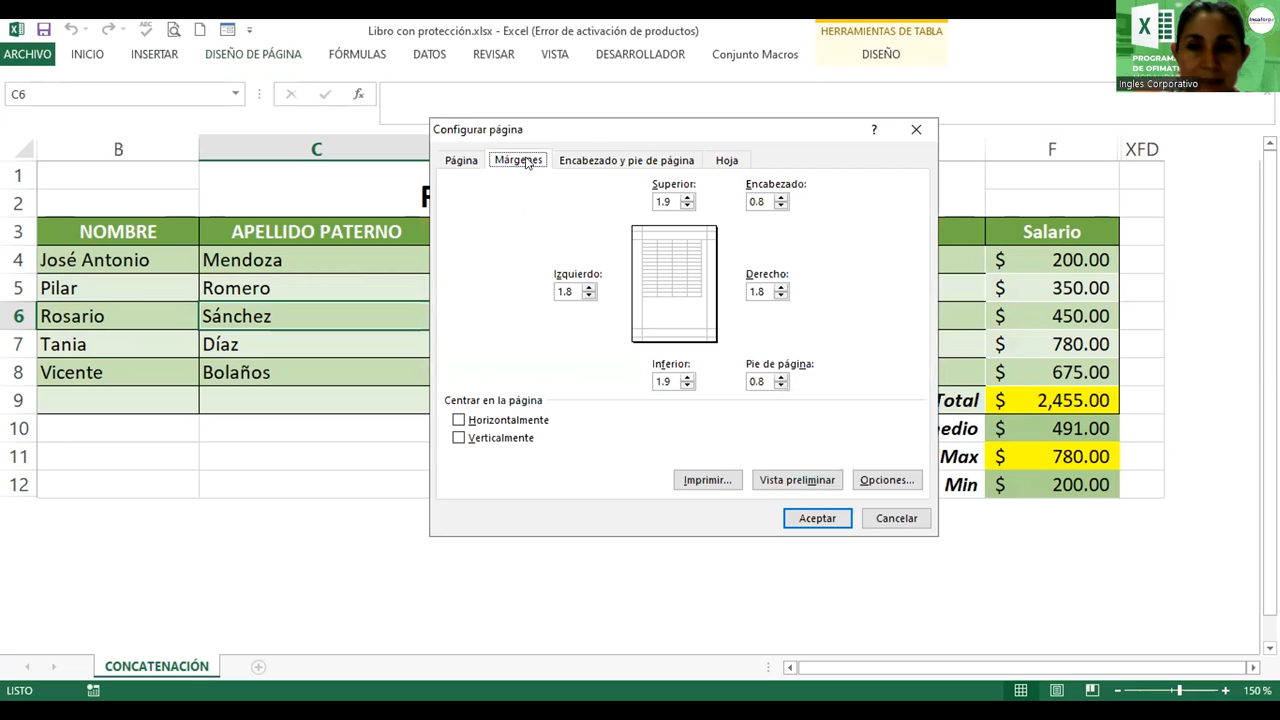 Libro con protección.xlsx - Excel (Error de activación de productos)
HERRAMIENTAS DE TABLA
ARCHIVO INICIO INSERTAR DISEÑO DE PÁGINA FÓRMULAS DATOS REVISAR VISTA DESARROLLADOR Conjunto Macros DISEÑO
PROGRAM
DE OFIMÁT
Ingles Corporativo
C6
fx
Configurar página
?
Página Márgenes Encabezado y pie de página Hoja
Superior: Encabezado:
1.9 0.8
Izquierdo: Derecho:
1.8 1.8
Inferior: Pie de página:
1.9 0.8
Centrar en la página
Horizontalmente
Verticalmente
Imprimir... Vista preliminar Opciones...
Aceptar Cancelar
B C F XFD
1
2
3 NOMBRE APELLIDO PATERNO Salario
4 José Antonio Mendoza $ 200.00
5 Pilar Romero $ 350.00
6 Rosario Sánchez $ 450.00
7 Tania Díaz $ 780.00
8 Vicente Bolaños $ 675.00
9 Total $ 2,455.00
10 edio $ 491.00
11 Max $ 780.00
12 Min $ 200.00
CONCATENACIÓN
LISTO
150 %